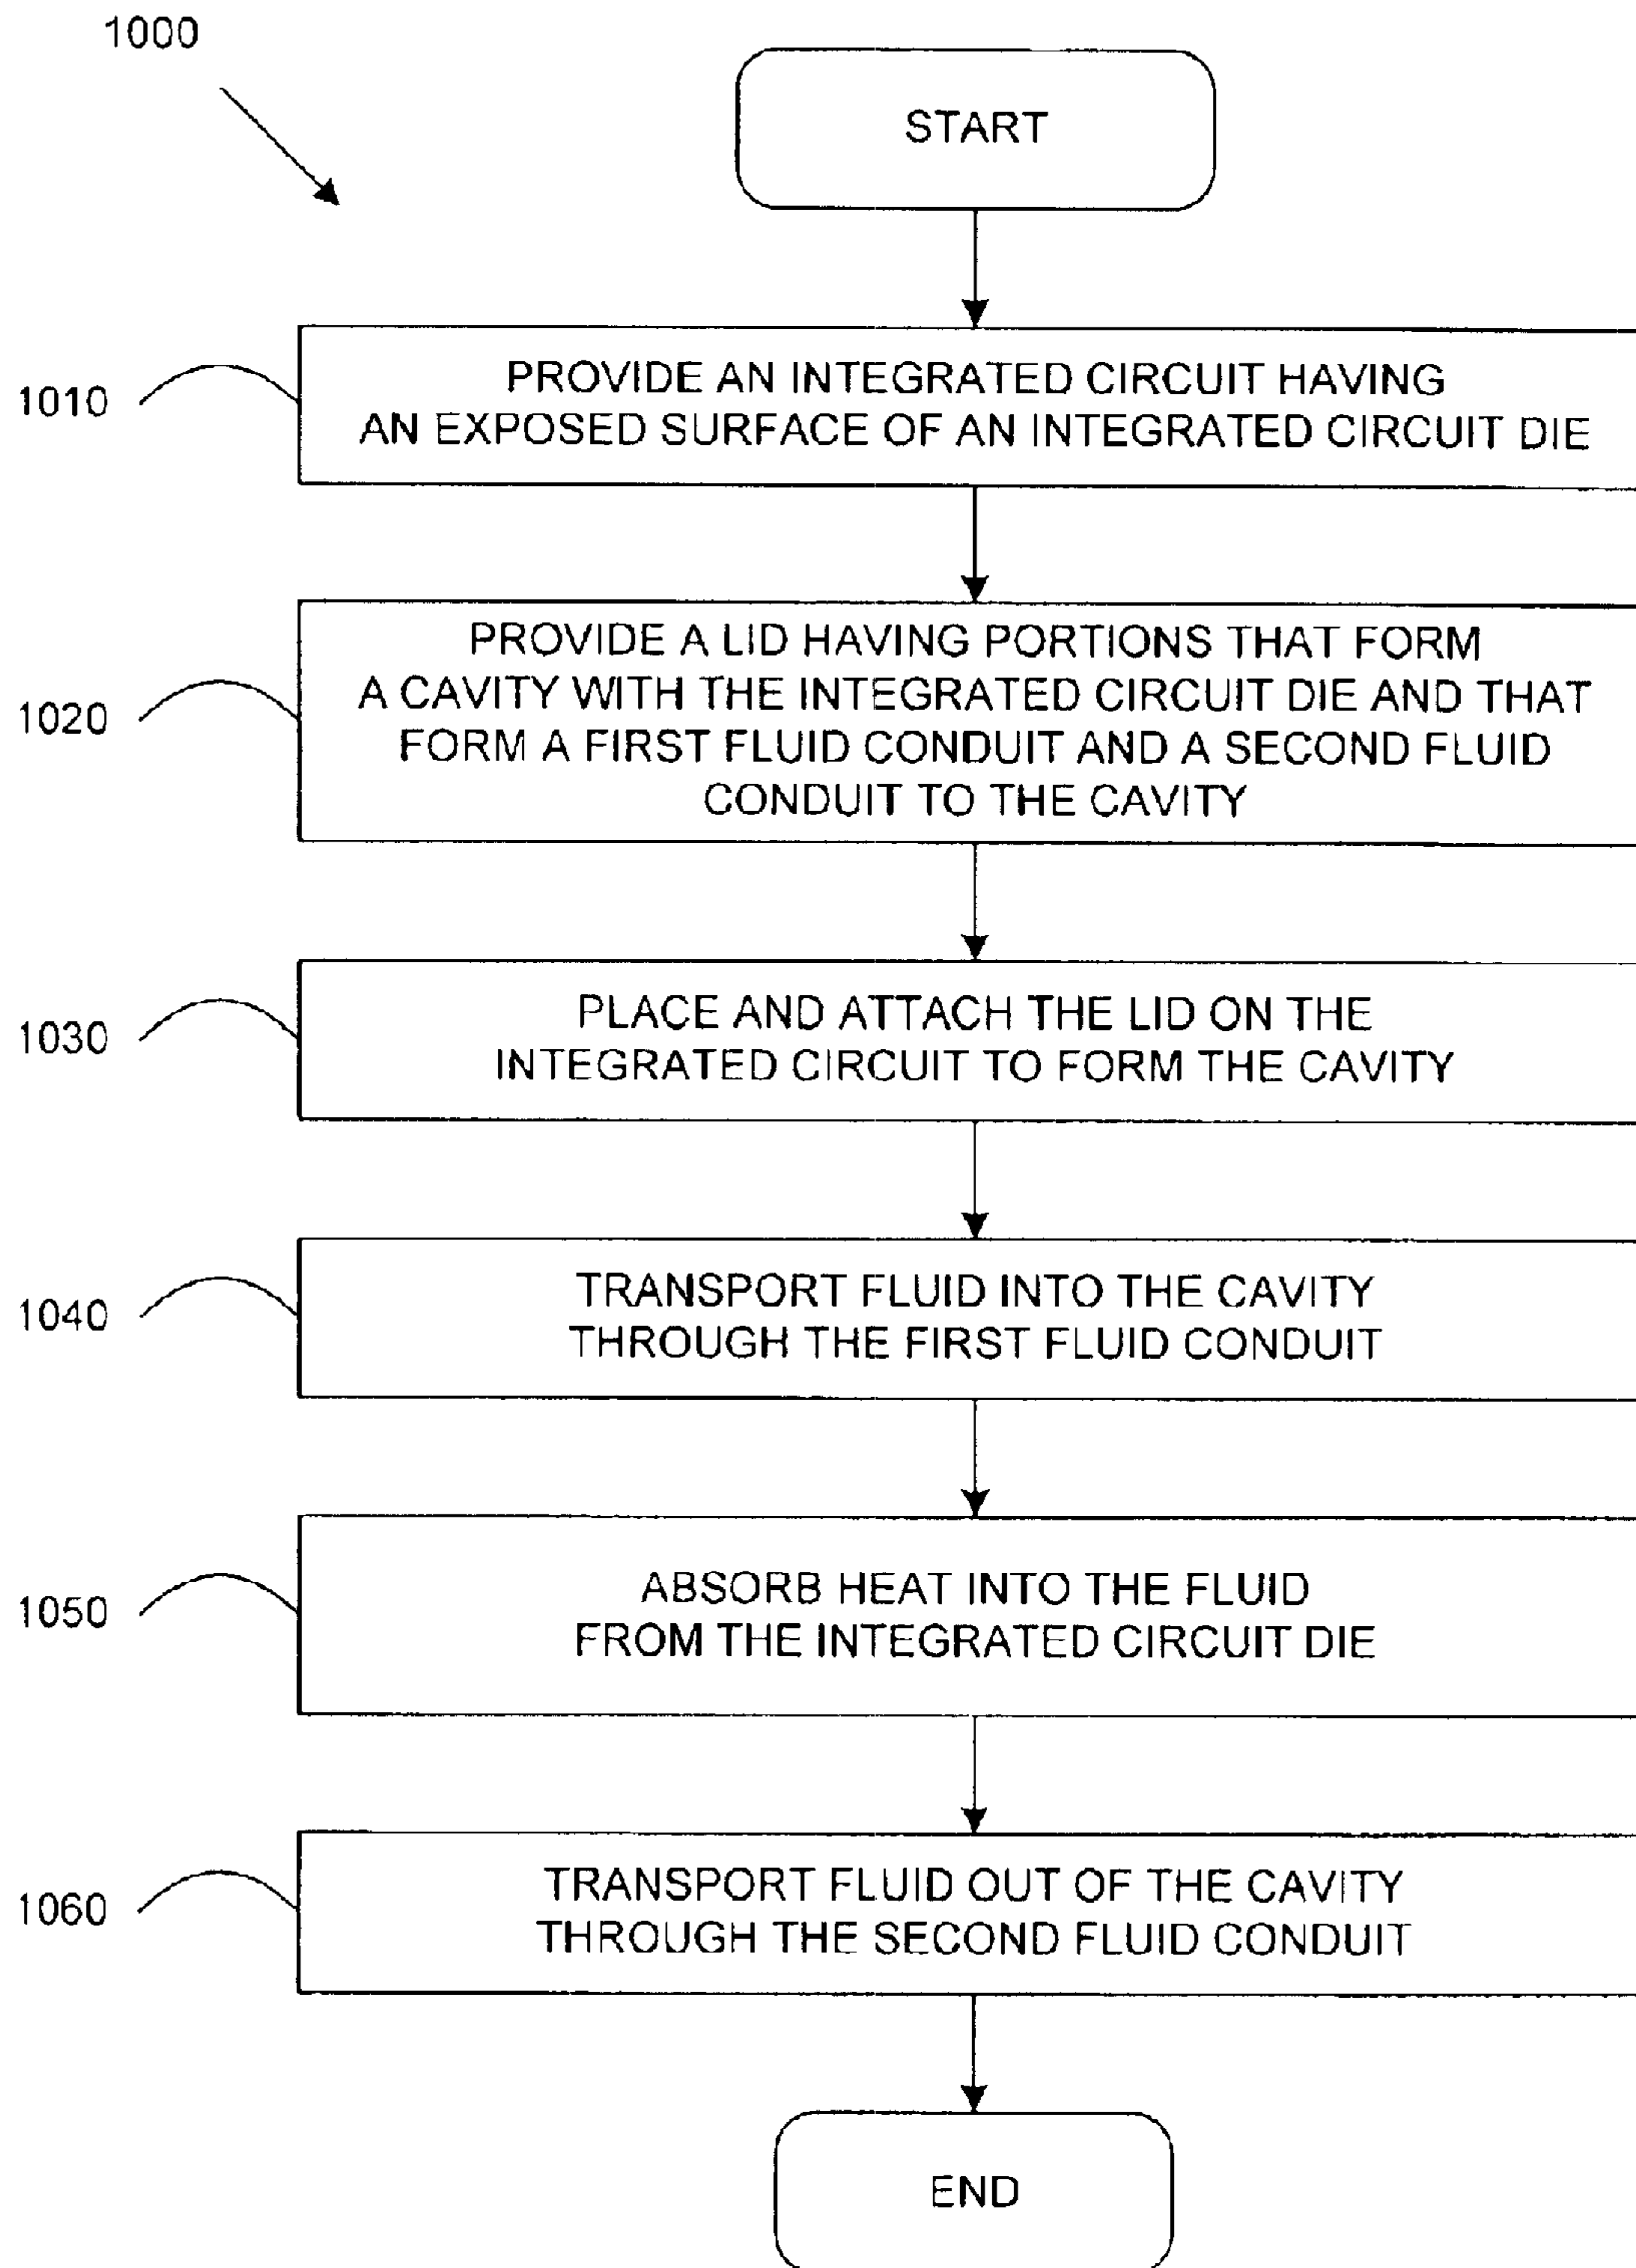 1000
START
1010
PROVIDE AN INTEGRATED CIRCUIT HAVING
AN EXPOSED SURFACE OF AN INTEGRATED CIRCUIT DIE
1020
PROVIDE A LID HAVING PORTIONS THAT FORM
A CAVITY WITH THE INTEGRATED CIRCUIT DIE AND THAT
FORM A FIRST FLUID CONDUIT AND A SECOND FLUID
CONDUIT TO THE CAVITY
1030
PLACE AND ATTACH THE LID ON THE
INTEGRATED CIRCUIT TO FORM THE CAVITY
1040
TRANSPORT FLUID INTO THE CAVITY
THROUGH THE FIRST FLUID CONDUIT
1050
ABSORB HEAT INTO THE FLUID
FROM THE INTEGRATED CIRCUIT DIE
1060
TRANSPORT FLUID OUT OF THE CAVITY
THROUGH THE SECOND FLUID CONDUIT
END